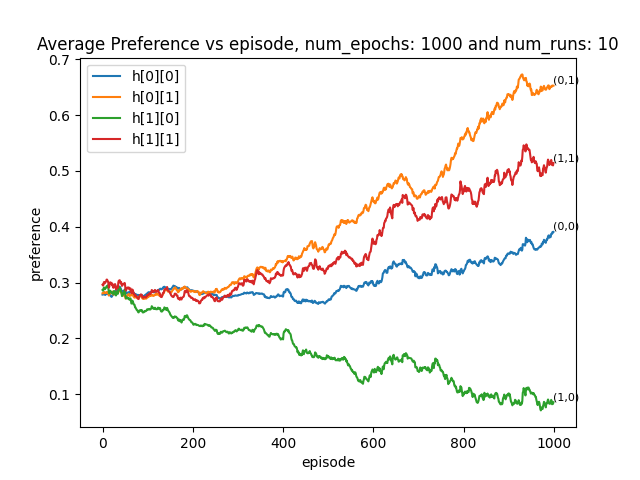 Average Preference vs episode, num_epochs: 1000 and num_runs: 10
h[0][0]
h[0][1]
h[1][0]
h[1][1]
0.7
0.6
0.5
0.4
0.3
0.2
0.1
preference
(0,1)
(1,1)
(0,0)
(1,0)
0 200 400 600 800 1000
episode